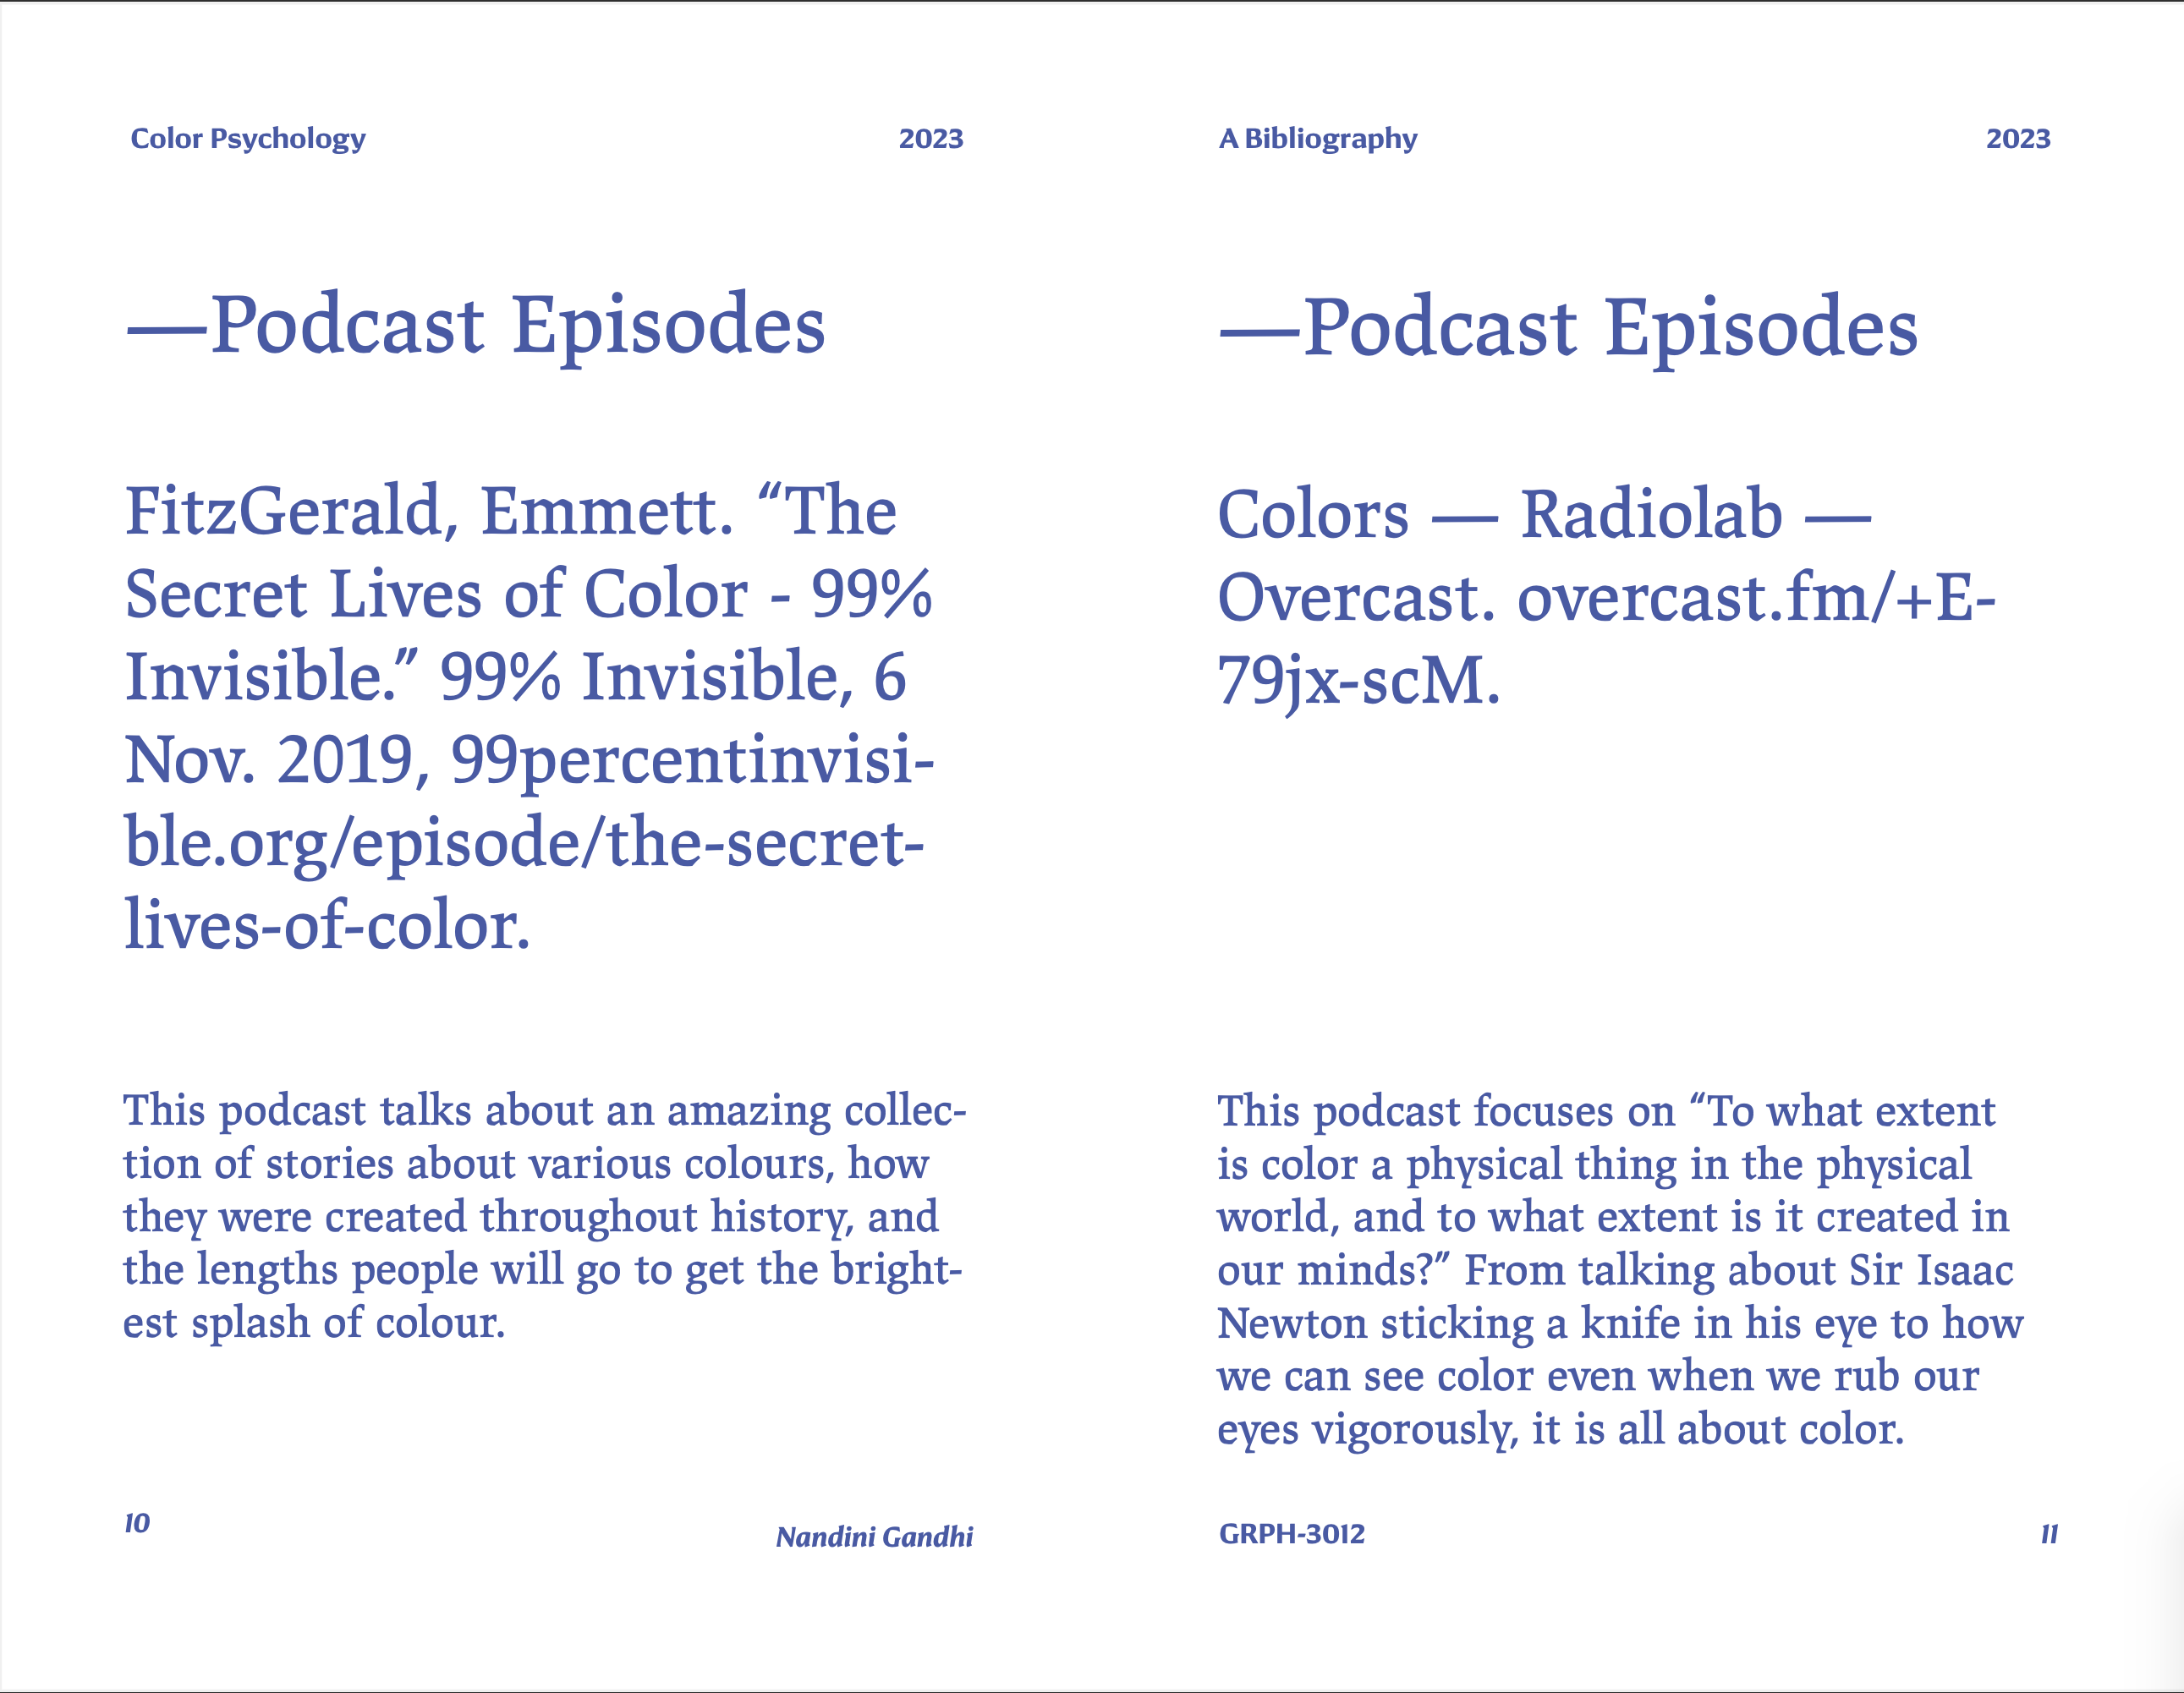 Color Psychology 2023
—Podcast Episodes
FitzGerald, Emmett. “The
Secret Lives of Color - 99%
Invisible.” 99% Invisible, 6
Nov. 2019, 99percentinvisi-
ble.org/episode/the-secret-
lives-of-color.
This podcast talks about an amazing collec-
tion of stories about various colours, how
they were created throughout history, and
the lengths people will go to get the bright-
est splash of colour.
10 Nandini Gandhi
A Bibliography 2023
—Podcast Episodes
Colors — Radiolab —
Overcast. overcast.fm/+E-
79jx-scM.
This podcast focuses on “To what extent
is color a physical thing in the physical
world, and to what extent is it created in
our minds?” From talking about Sir Isaac
Newton sticking a knife in his eye to how
we can see color even when we rub our
eyes vigorously, it is all about color.
GRPH-3012 11